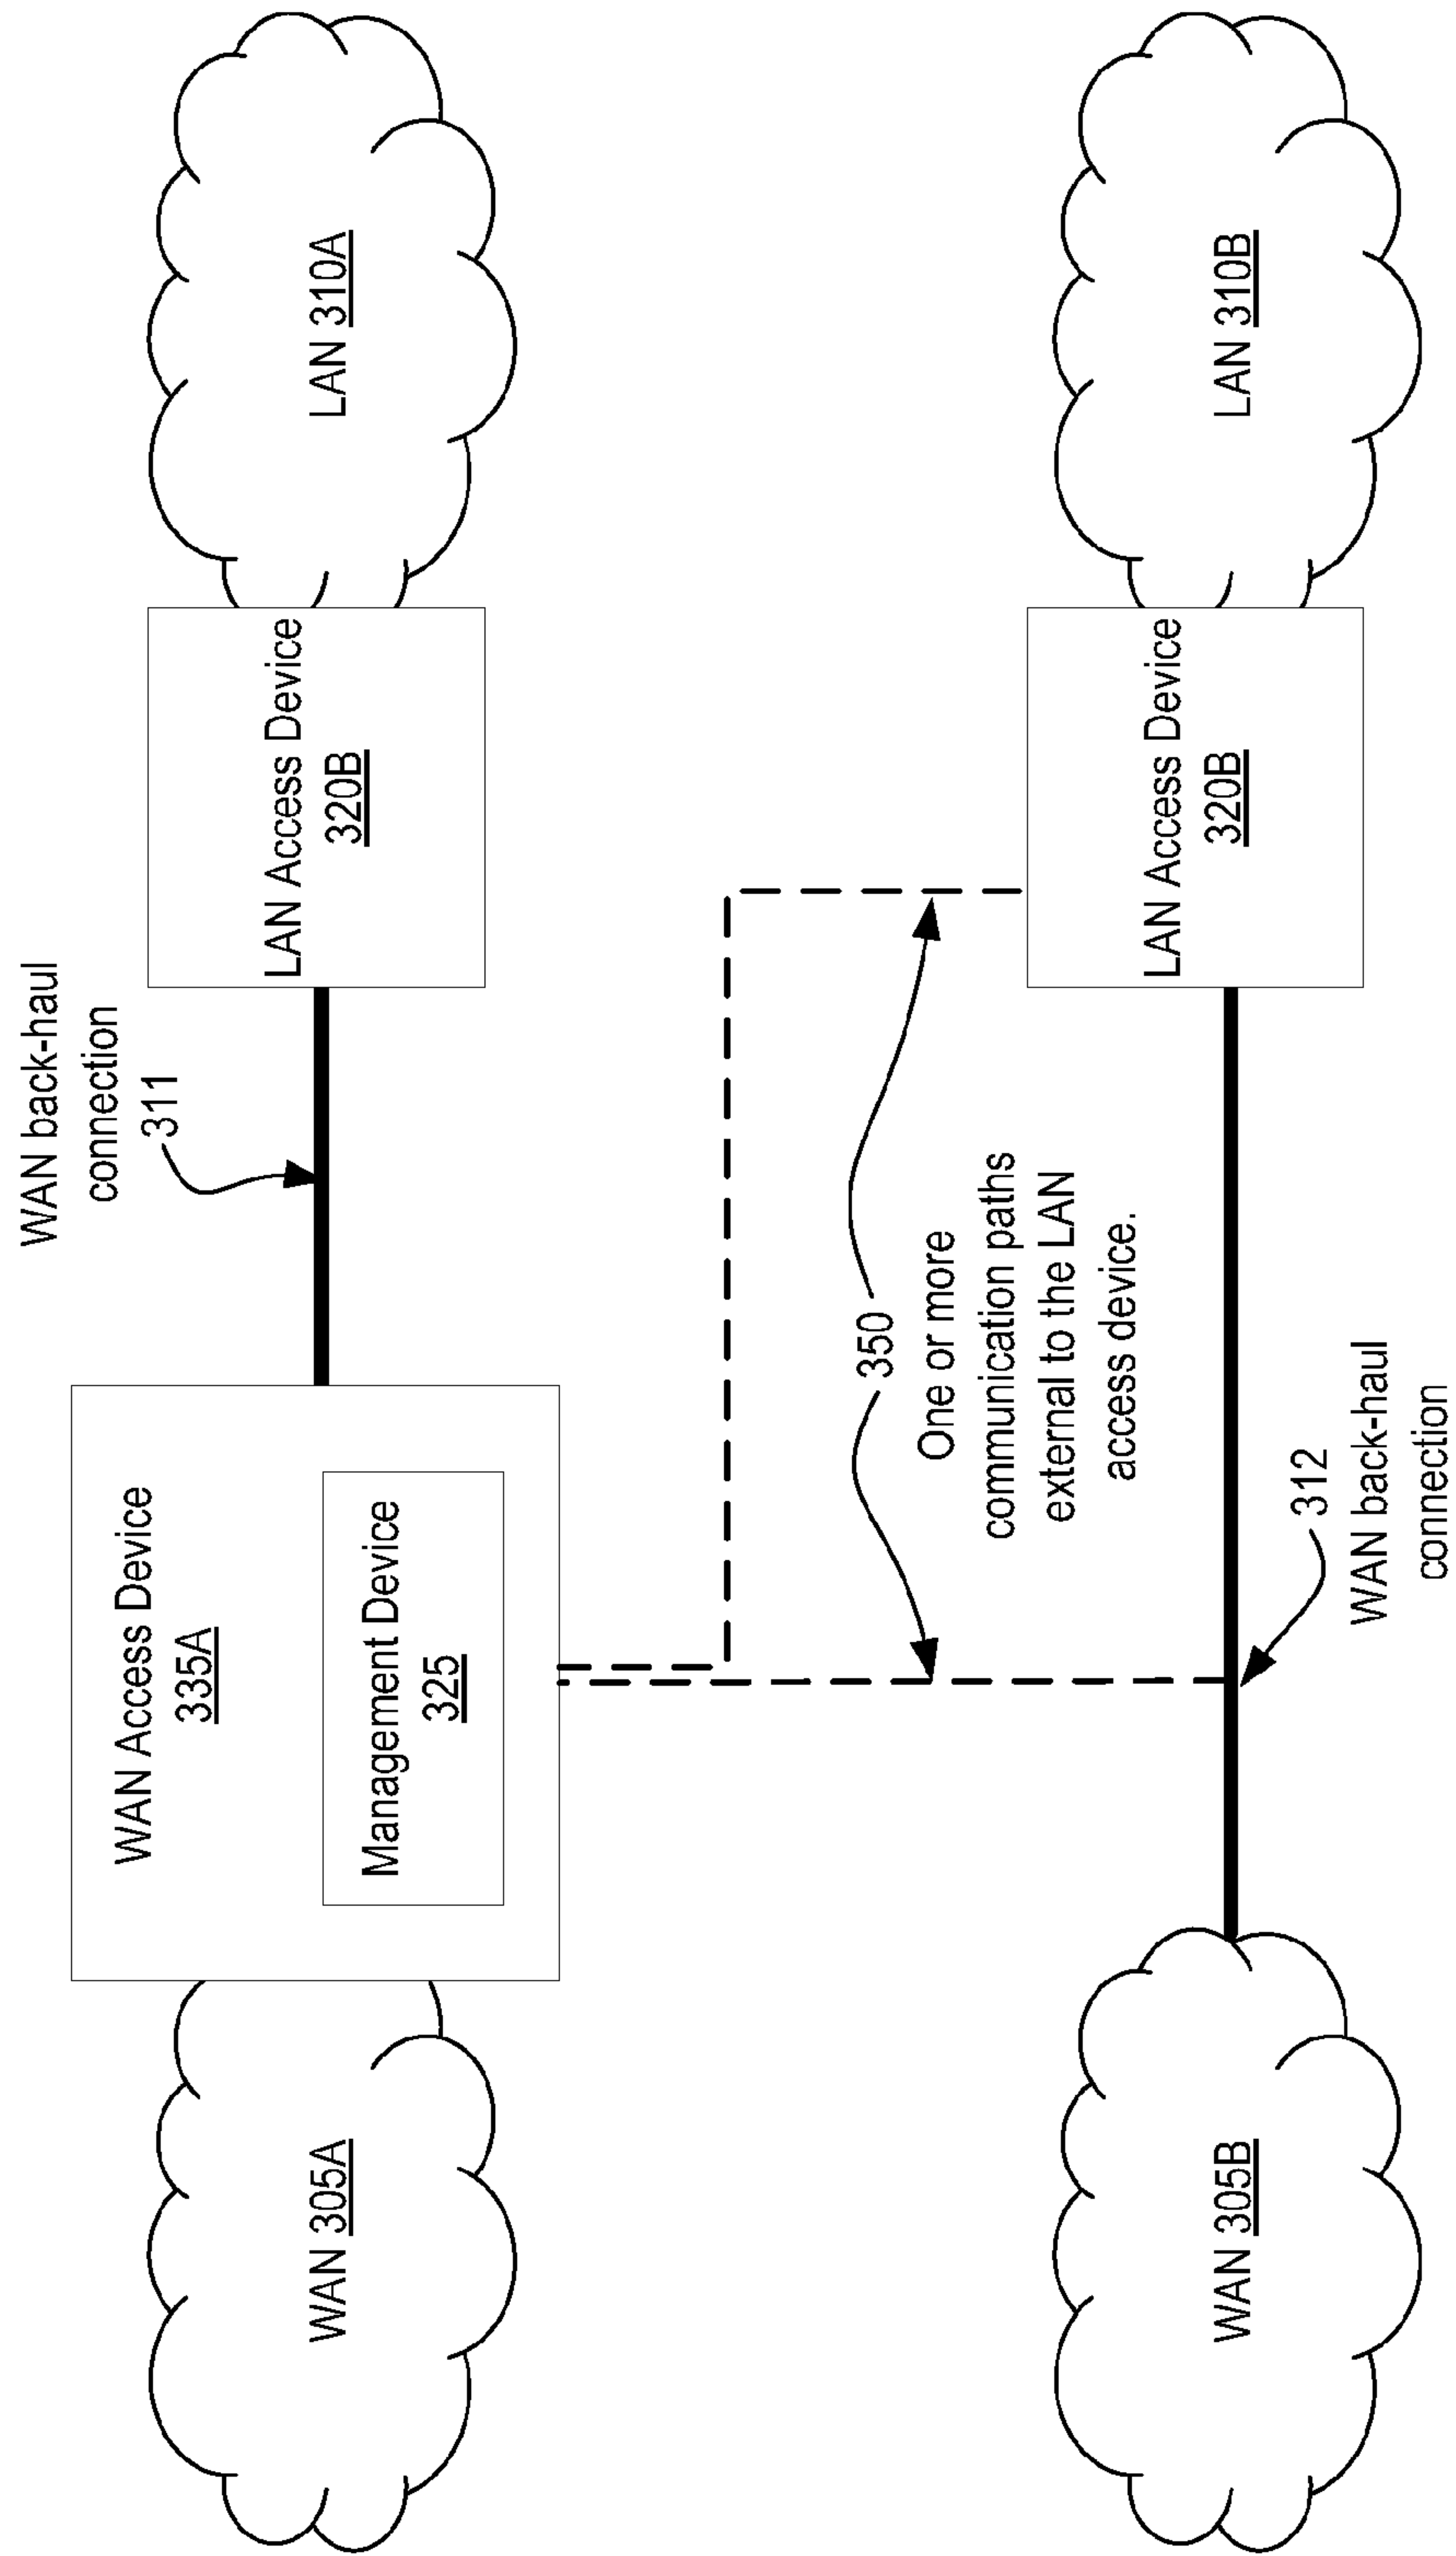 WAN 305A
WAN Access Device
335A
Management Device
325
WAN back-haul
connection
311
LAN Access Device
320B
LAN 310A
350
One or more
communication paths
external to the LAN
access device.
WAN 305B
312
WAN back-haul
connection
LAN Access Device
320B
LAN 310B